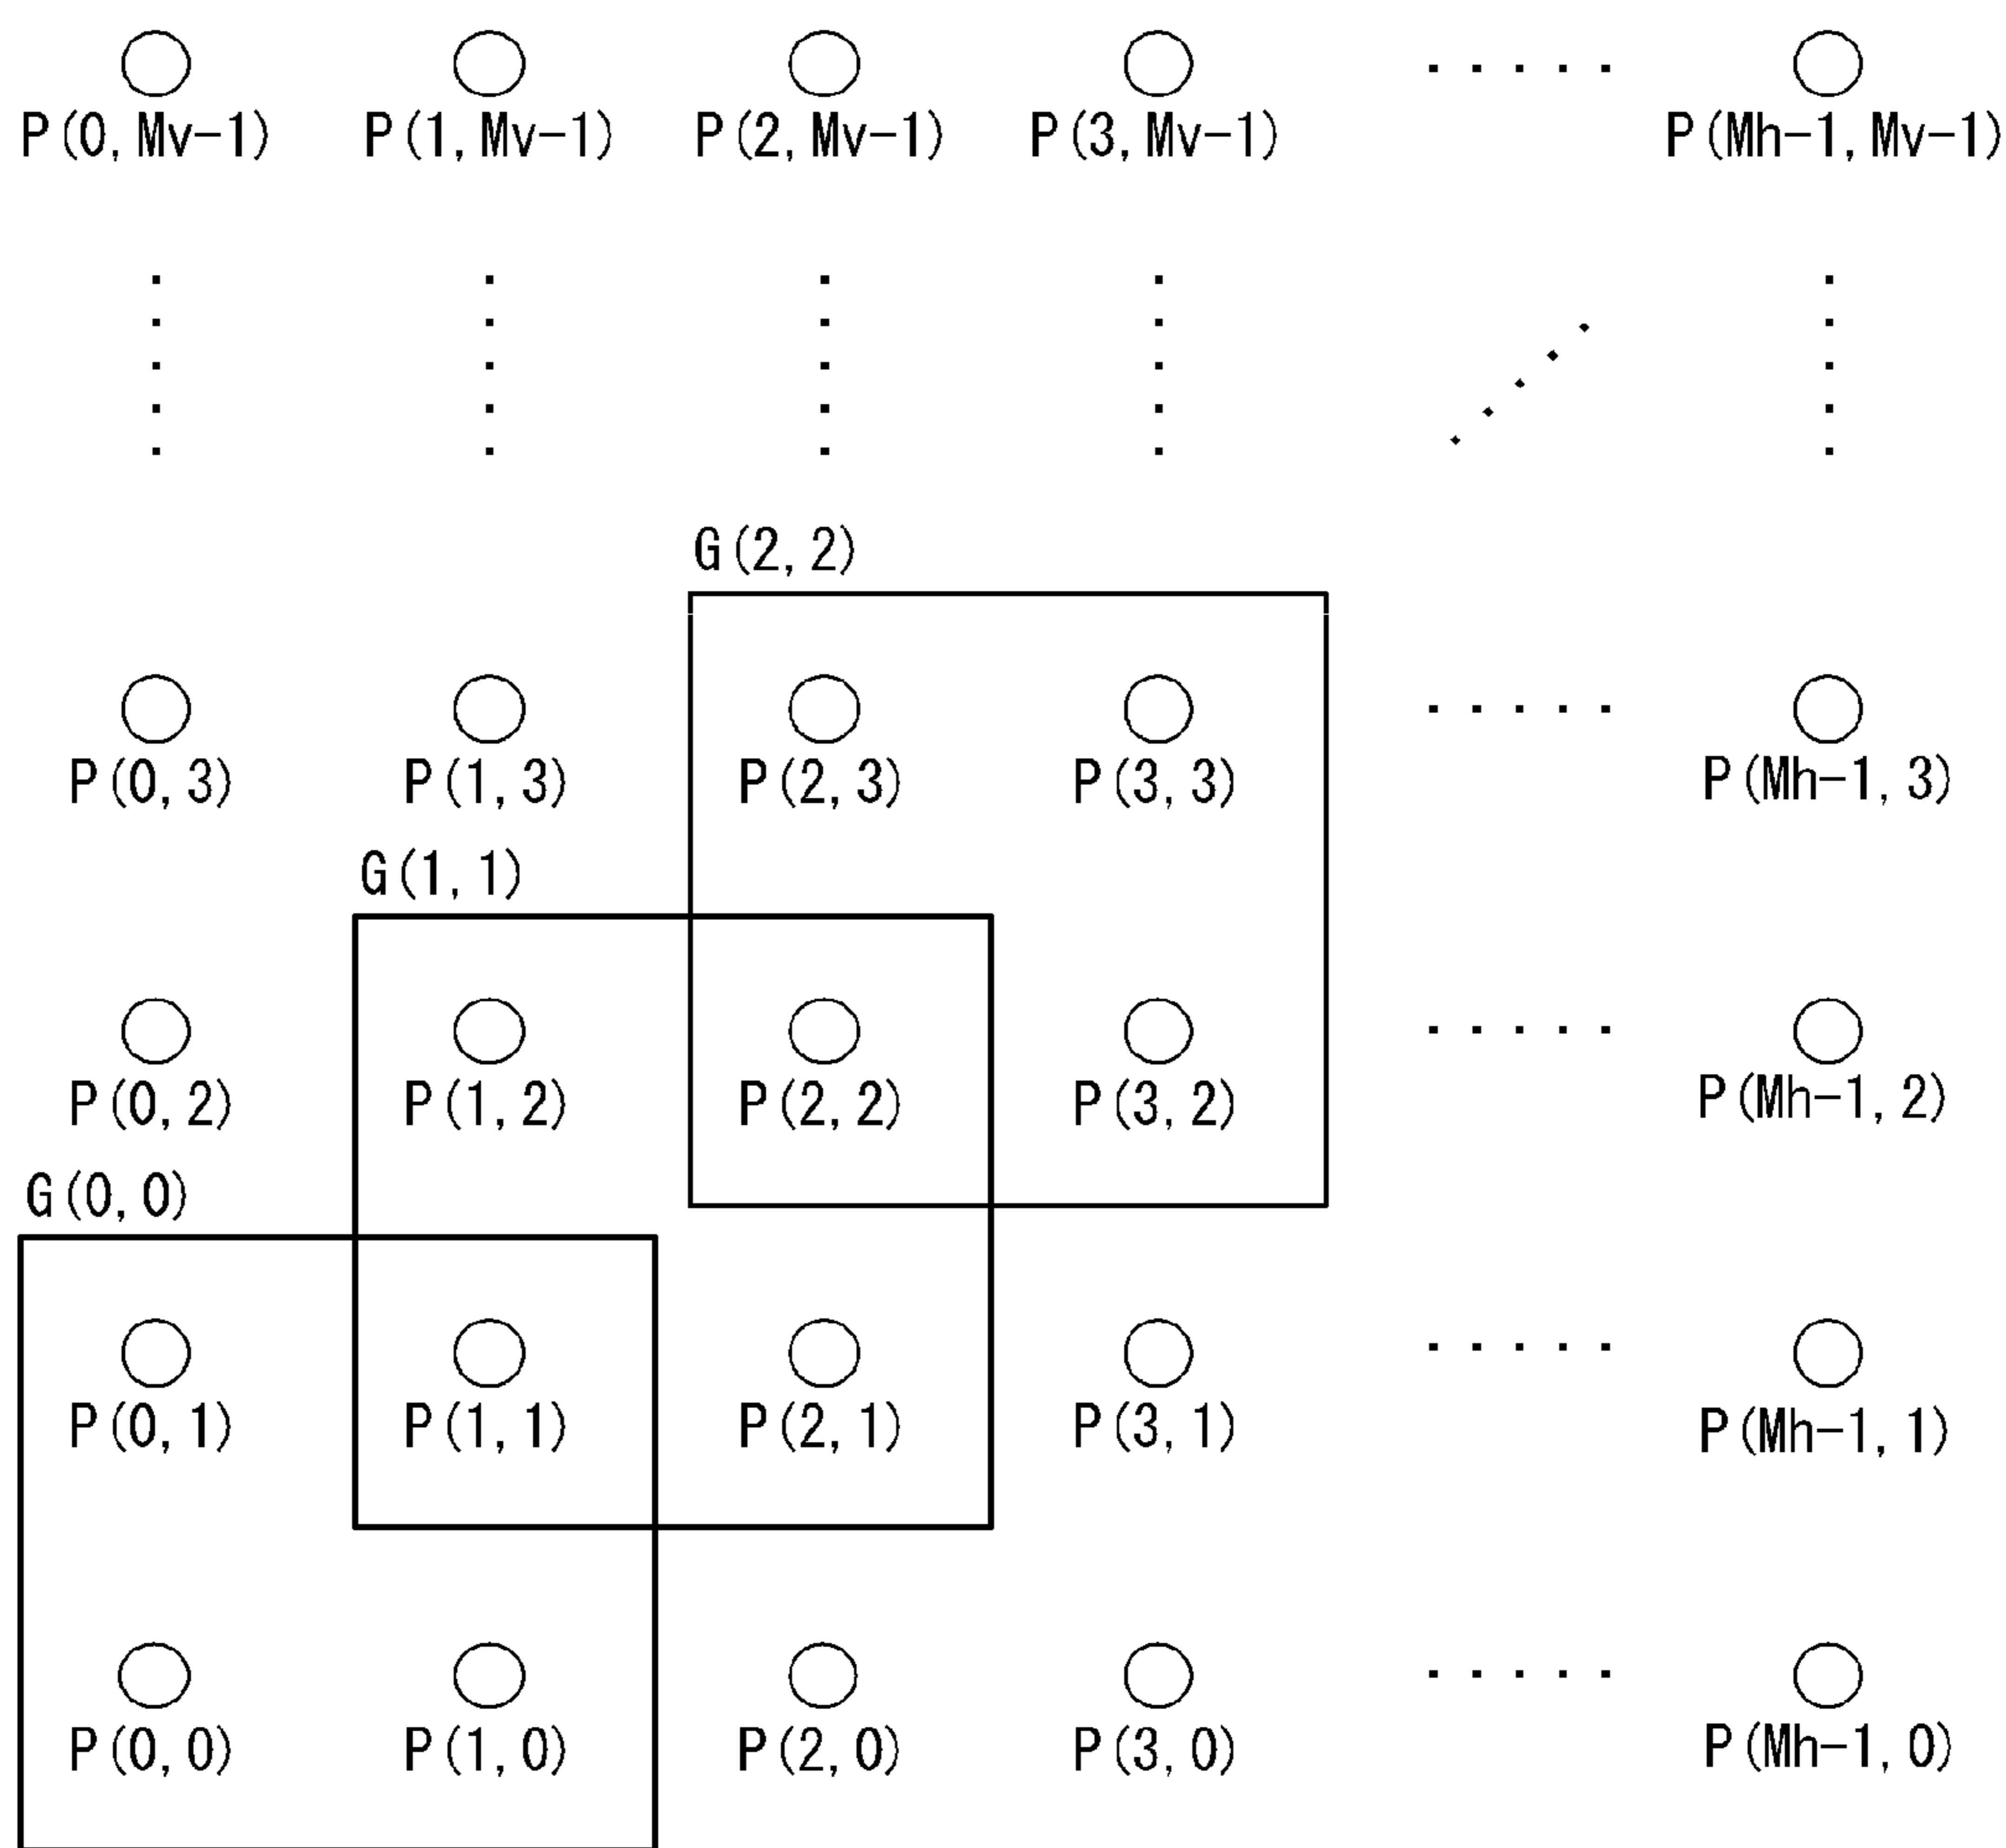 P(0,Mv-1) P(1,Mv-1) P(2,Mv-1) P(3,Mv-1) P(Mh-1,Mv-1)
G(2,2)
P(0,3) P(1,3) P(2,3) P(3,3) P(Mh-1,3)
G(1,1)
P(0,2) P(1,2) P(2,2) P(3,2) P(Mh-1,2)
G(0,0)
P(0,1) P(1,1) P(2,1) P(3,1) P(Mh-1,1)
P(0,0) P(1,0) P(2,0) P(3,0) P(Mh-1,0)